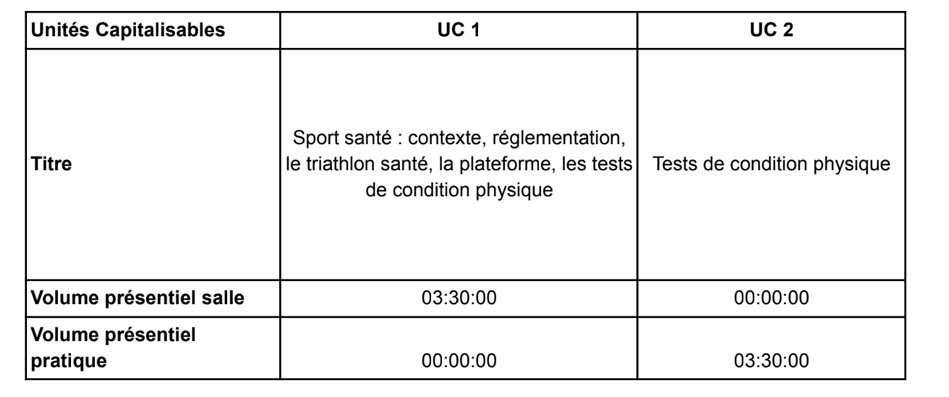 Unités Capitalisables UC 1 UC 2
Sport santé : contexte, réglementation,
Titre le triathlon santé, la plateforme, les tests Tests de condition physique
de condition physique
Volume présentiel salle 03:30:00 00:00:00
Volume présentiel
pratique 00:00:00 03:30:00